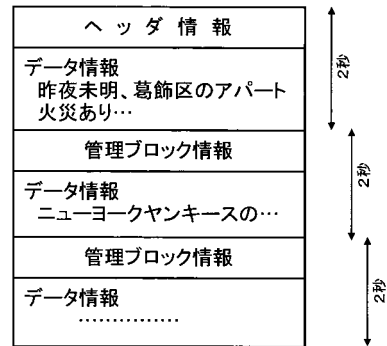 ヘッダ情報
2秒
データ情報
昨夜未明、葛飾区のアパート
火災あり…
管理ブロック情報
2秒
データ情報
ニューヨークヤンキースの…
管理ブロック情報
2秒
データ情報
……………